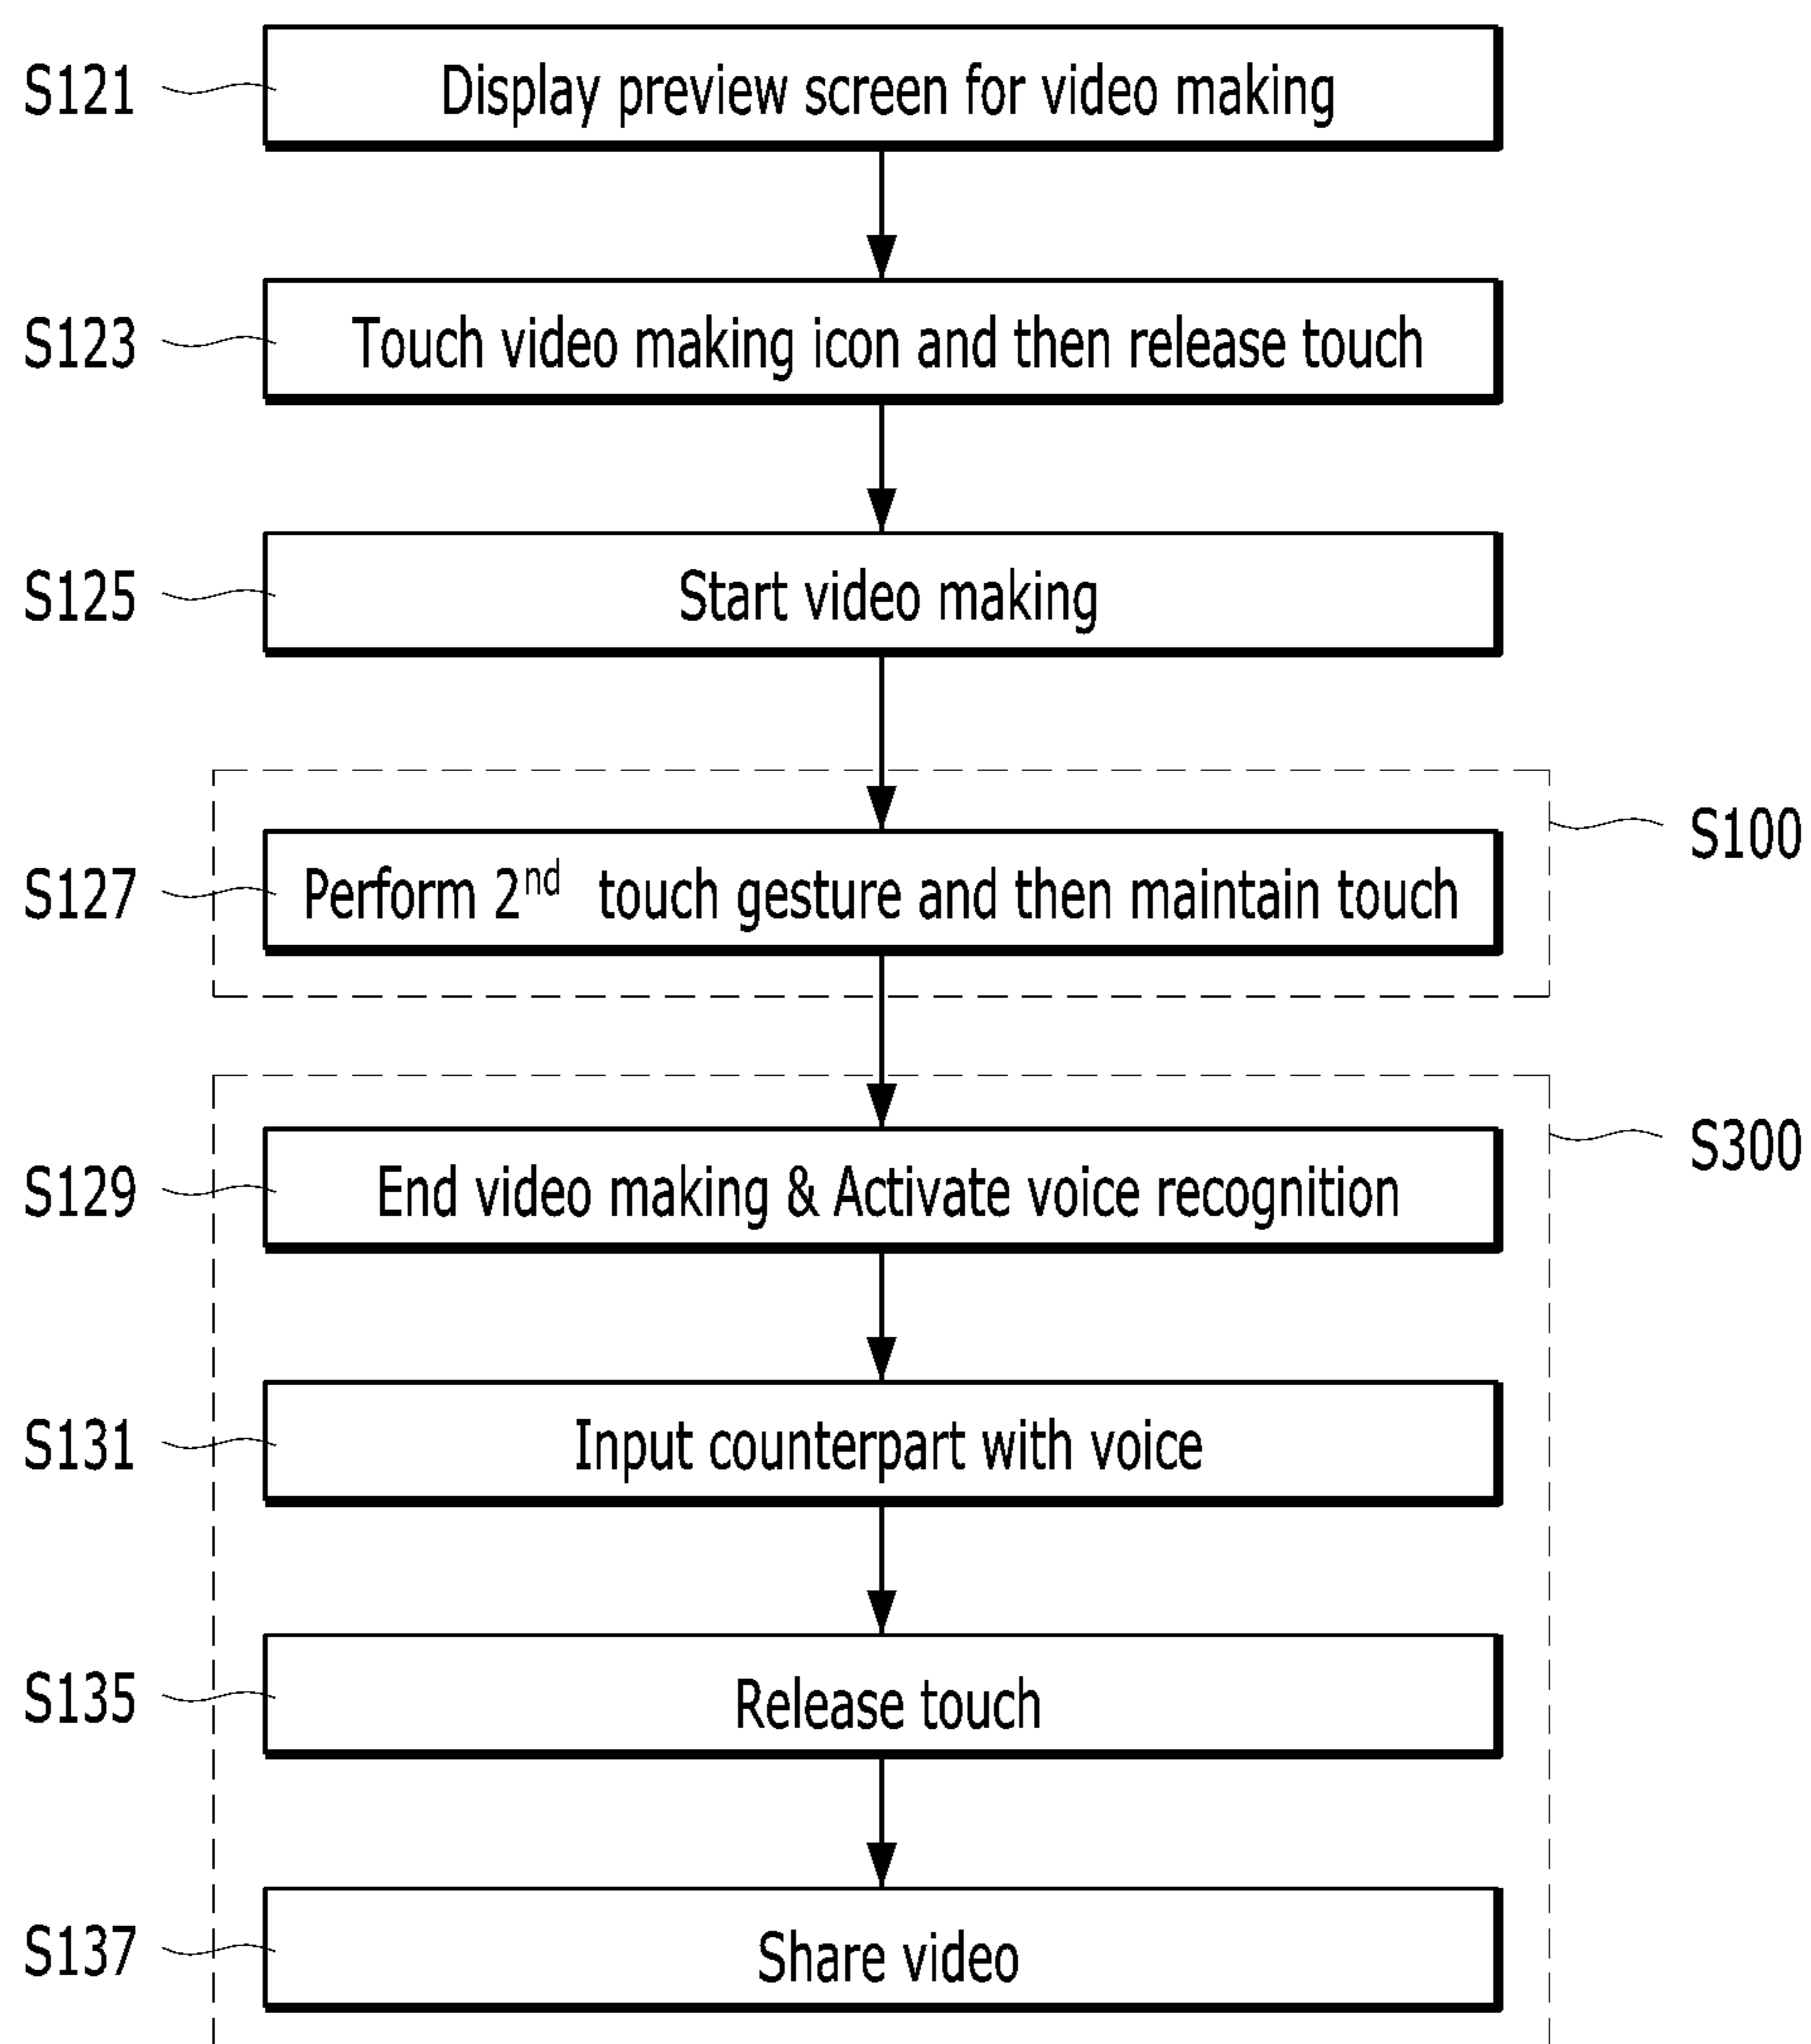 S121 Display preview screen for video making
S123 Touch video making icon and then release touch
S125 Start video making
S100
S127 Perform 2nd touch gesture and then maintain touch
S300
S129 End video making & Activate voice recognition
S131 Input counterpart with voice
S135 Release touch
S137 Share video